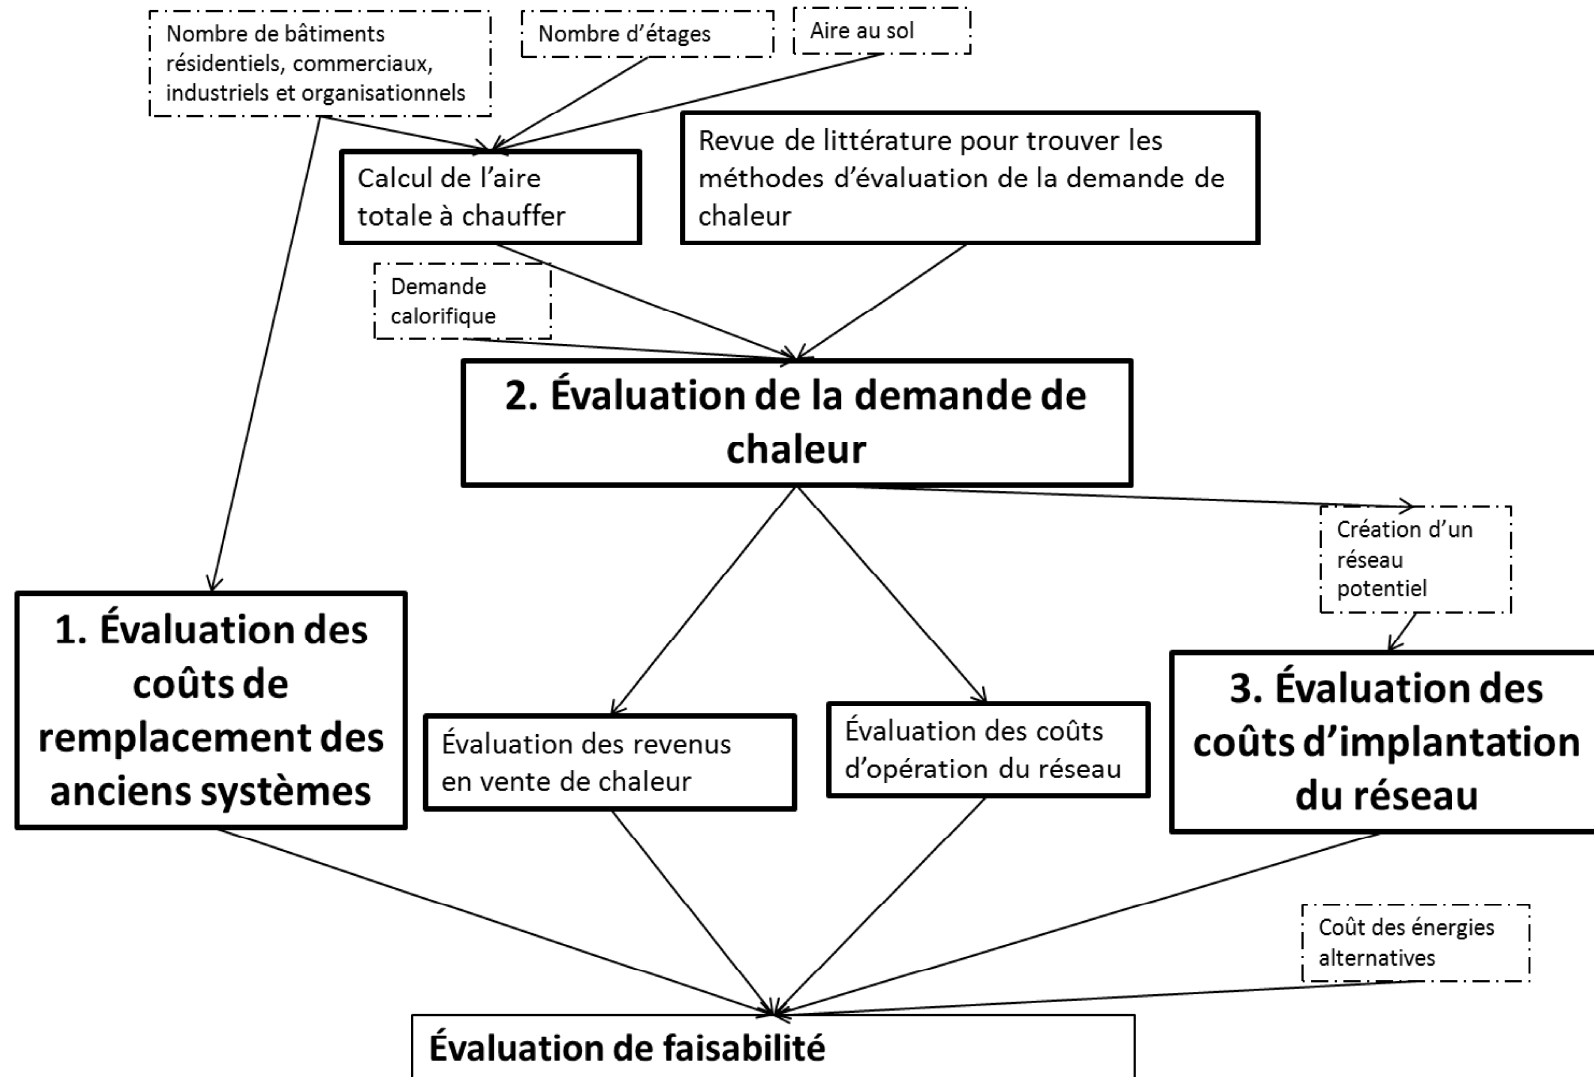 Nombre de bâtiments
résidentiels, commerciaux,
industriels et organisationnels
Nombre d’étages
Aire au sol
Calcul de l’aire
totale à chauffer
Revue de littérature pour trouver les
méthodes d’évaluation de la demande de
chaleur
Demande
calorifique
2. Évaluation de la demande de
chaleur
Création d’un
réseau
potentiel
1. Évaluation des
coûts de
remplacement des
anciens systèmes
Évaluation des revenus
en vente de chaleur
Évaluation des coûts
d’opération du réseau
3. Évaluation des
coûts d’implantation
du réseau
Coût des énergies
alternatives
Évaluation de faisabilité